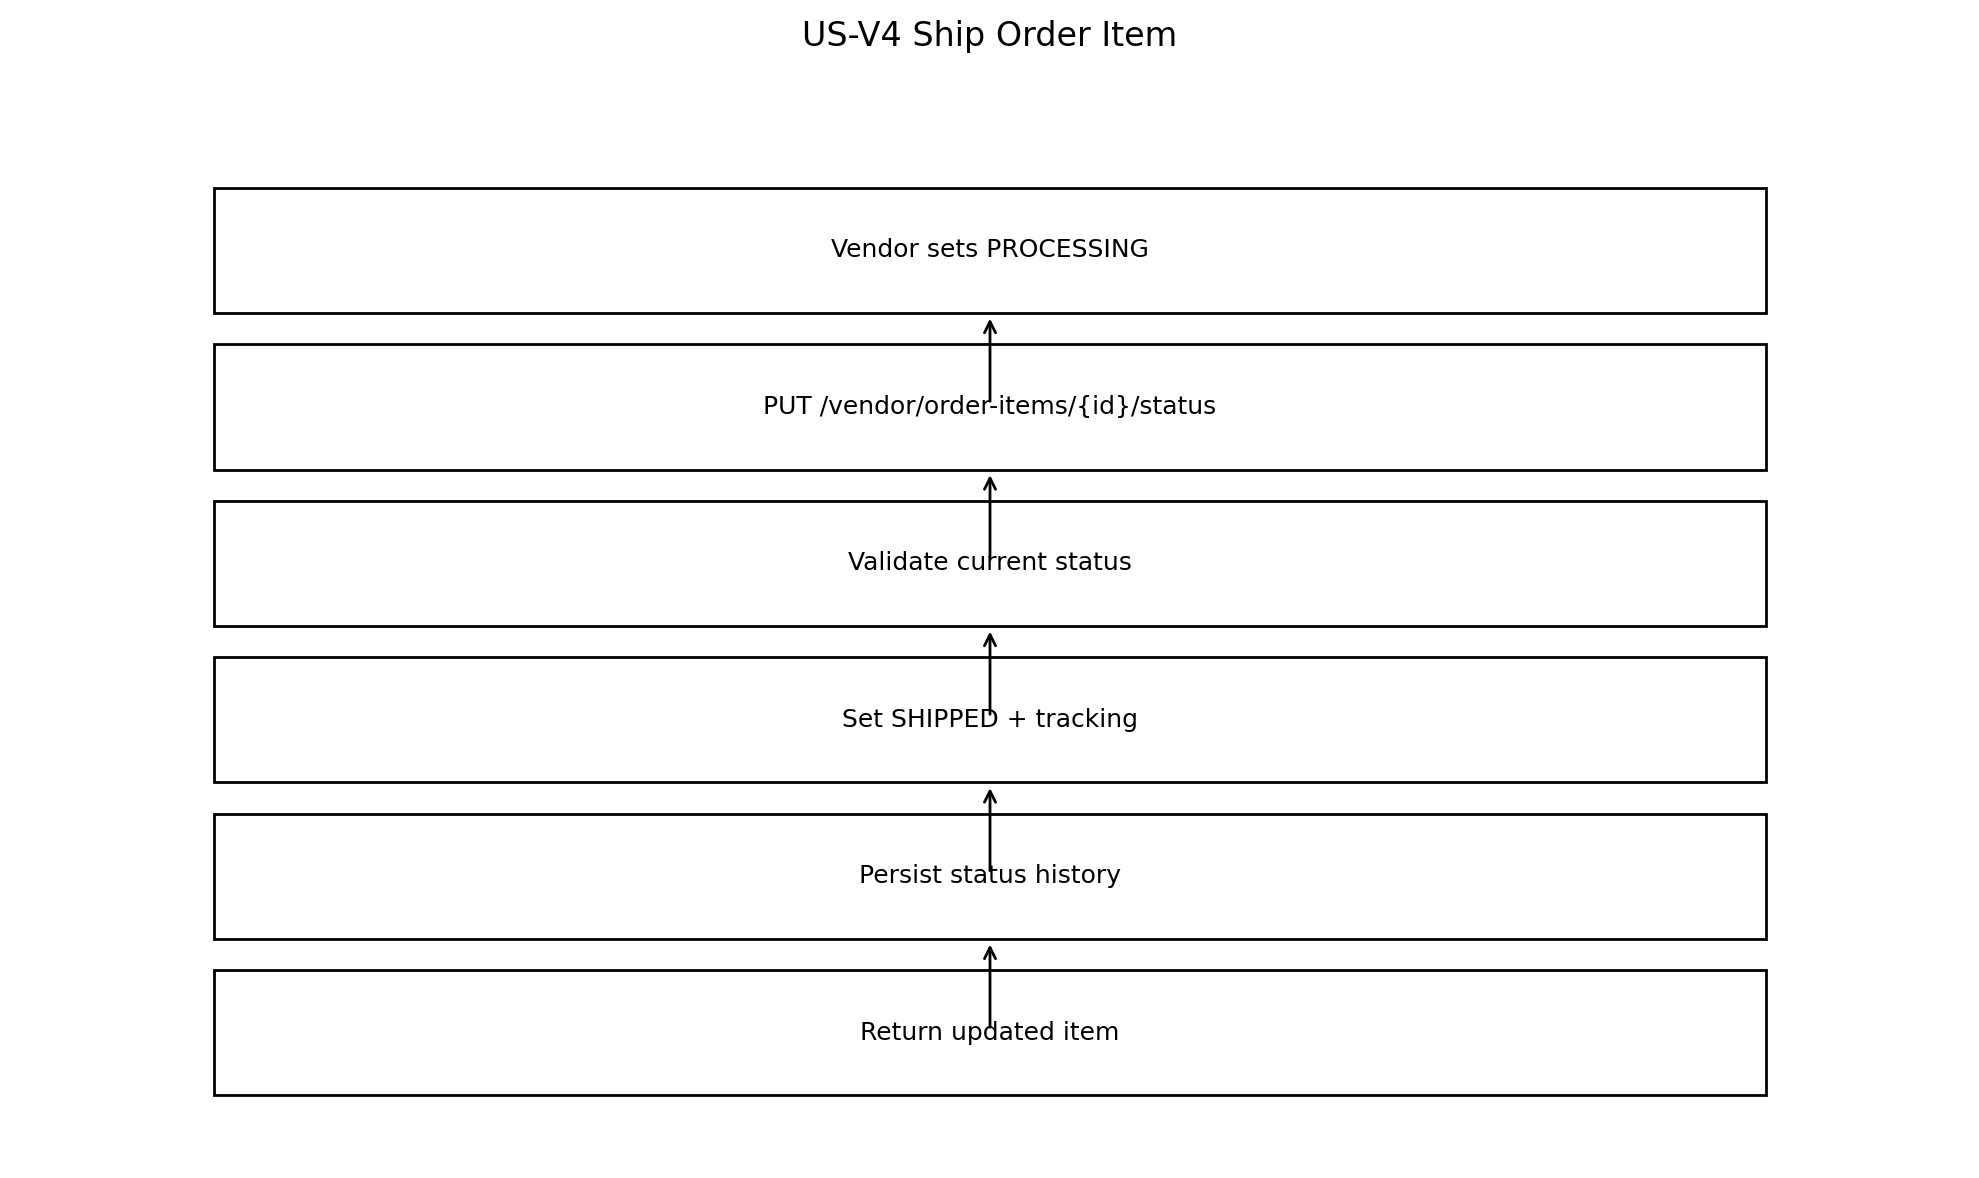 US-V4 Ship Order Item
Vendor sets PROCESSING
PUT /vendor/order-items/{id}/status
Validate current status
Set SHIPPED + tracking
Persist status history
Return updated item